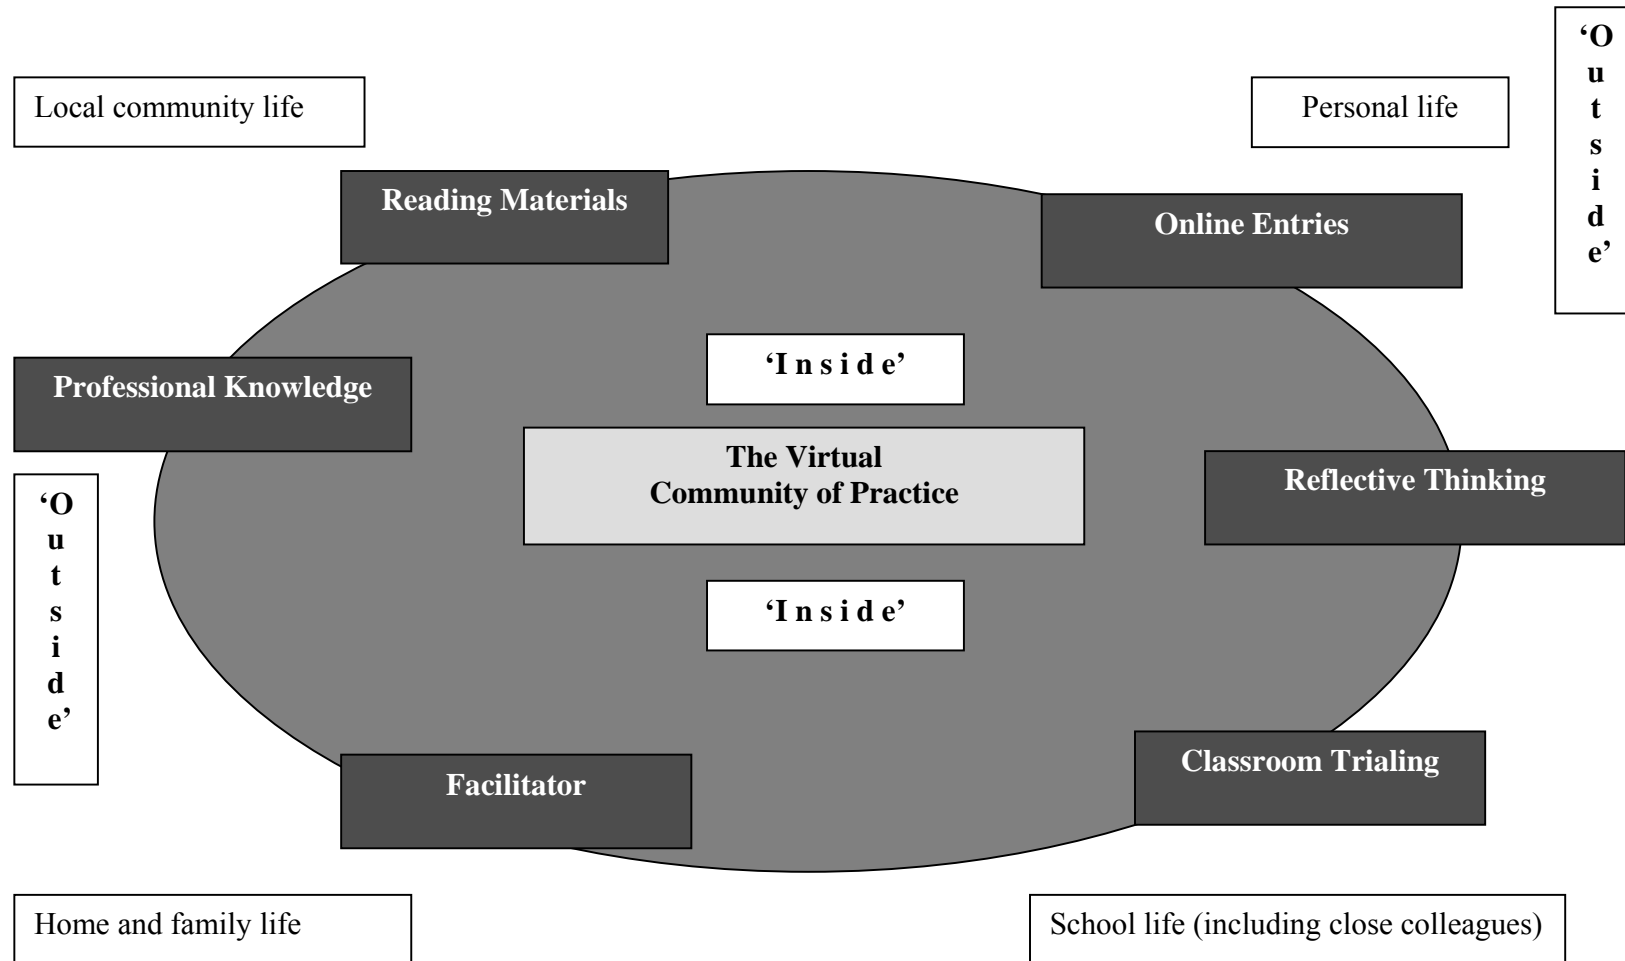 ‘O
u
t
s
i
d
e’
Local community life
Personal life
Reading Materials
Online Entries
‘I n s i d e’
Professional Knowledge
The Virtual
Community of Practice
Reflective Thinking
‘O
u
t
s
i
d
e’
‘I n s i d e’
Classroom Trialing
Facilitator
Home and family life
School life (including close colleagues)